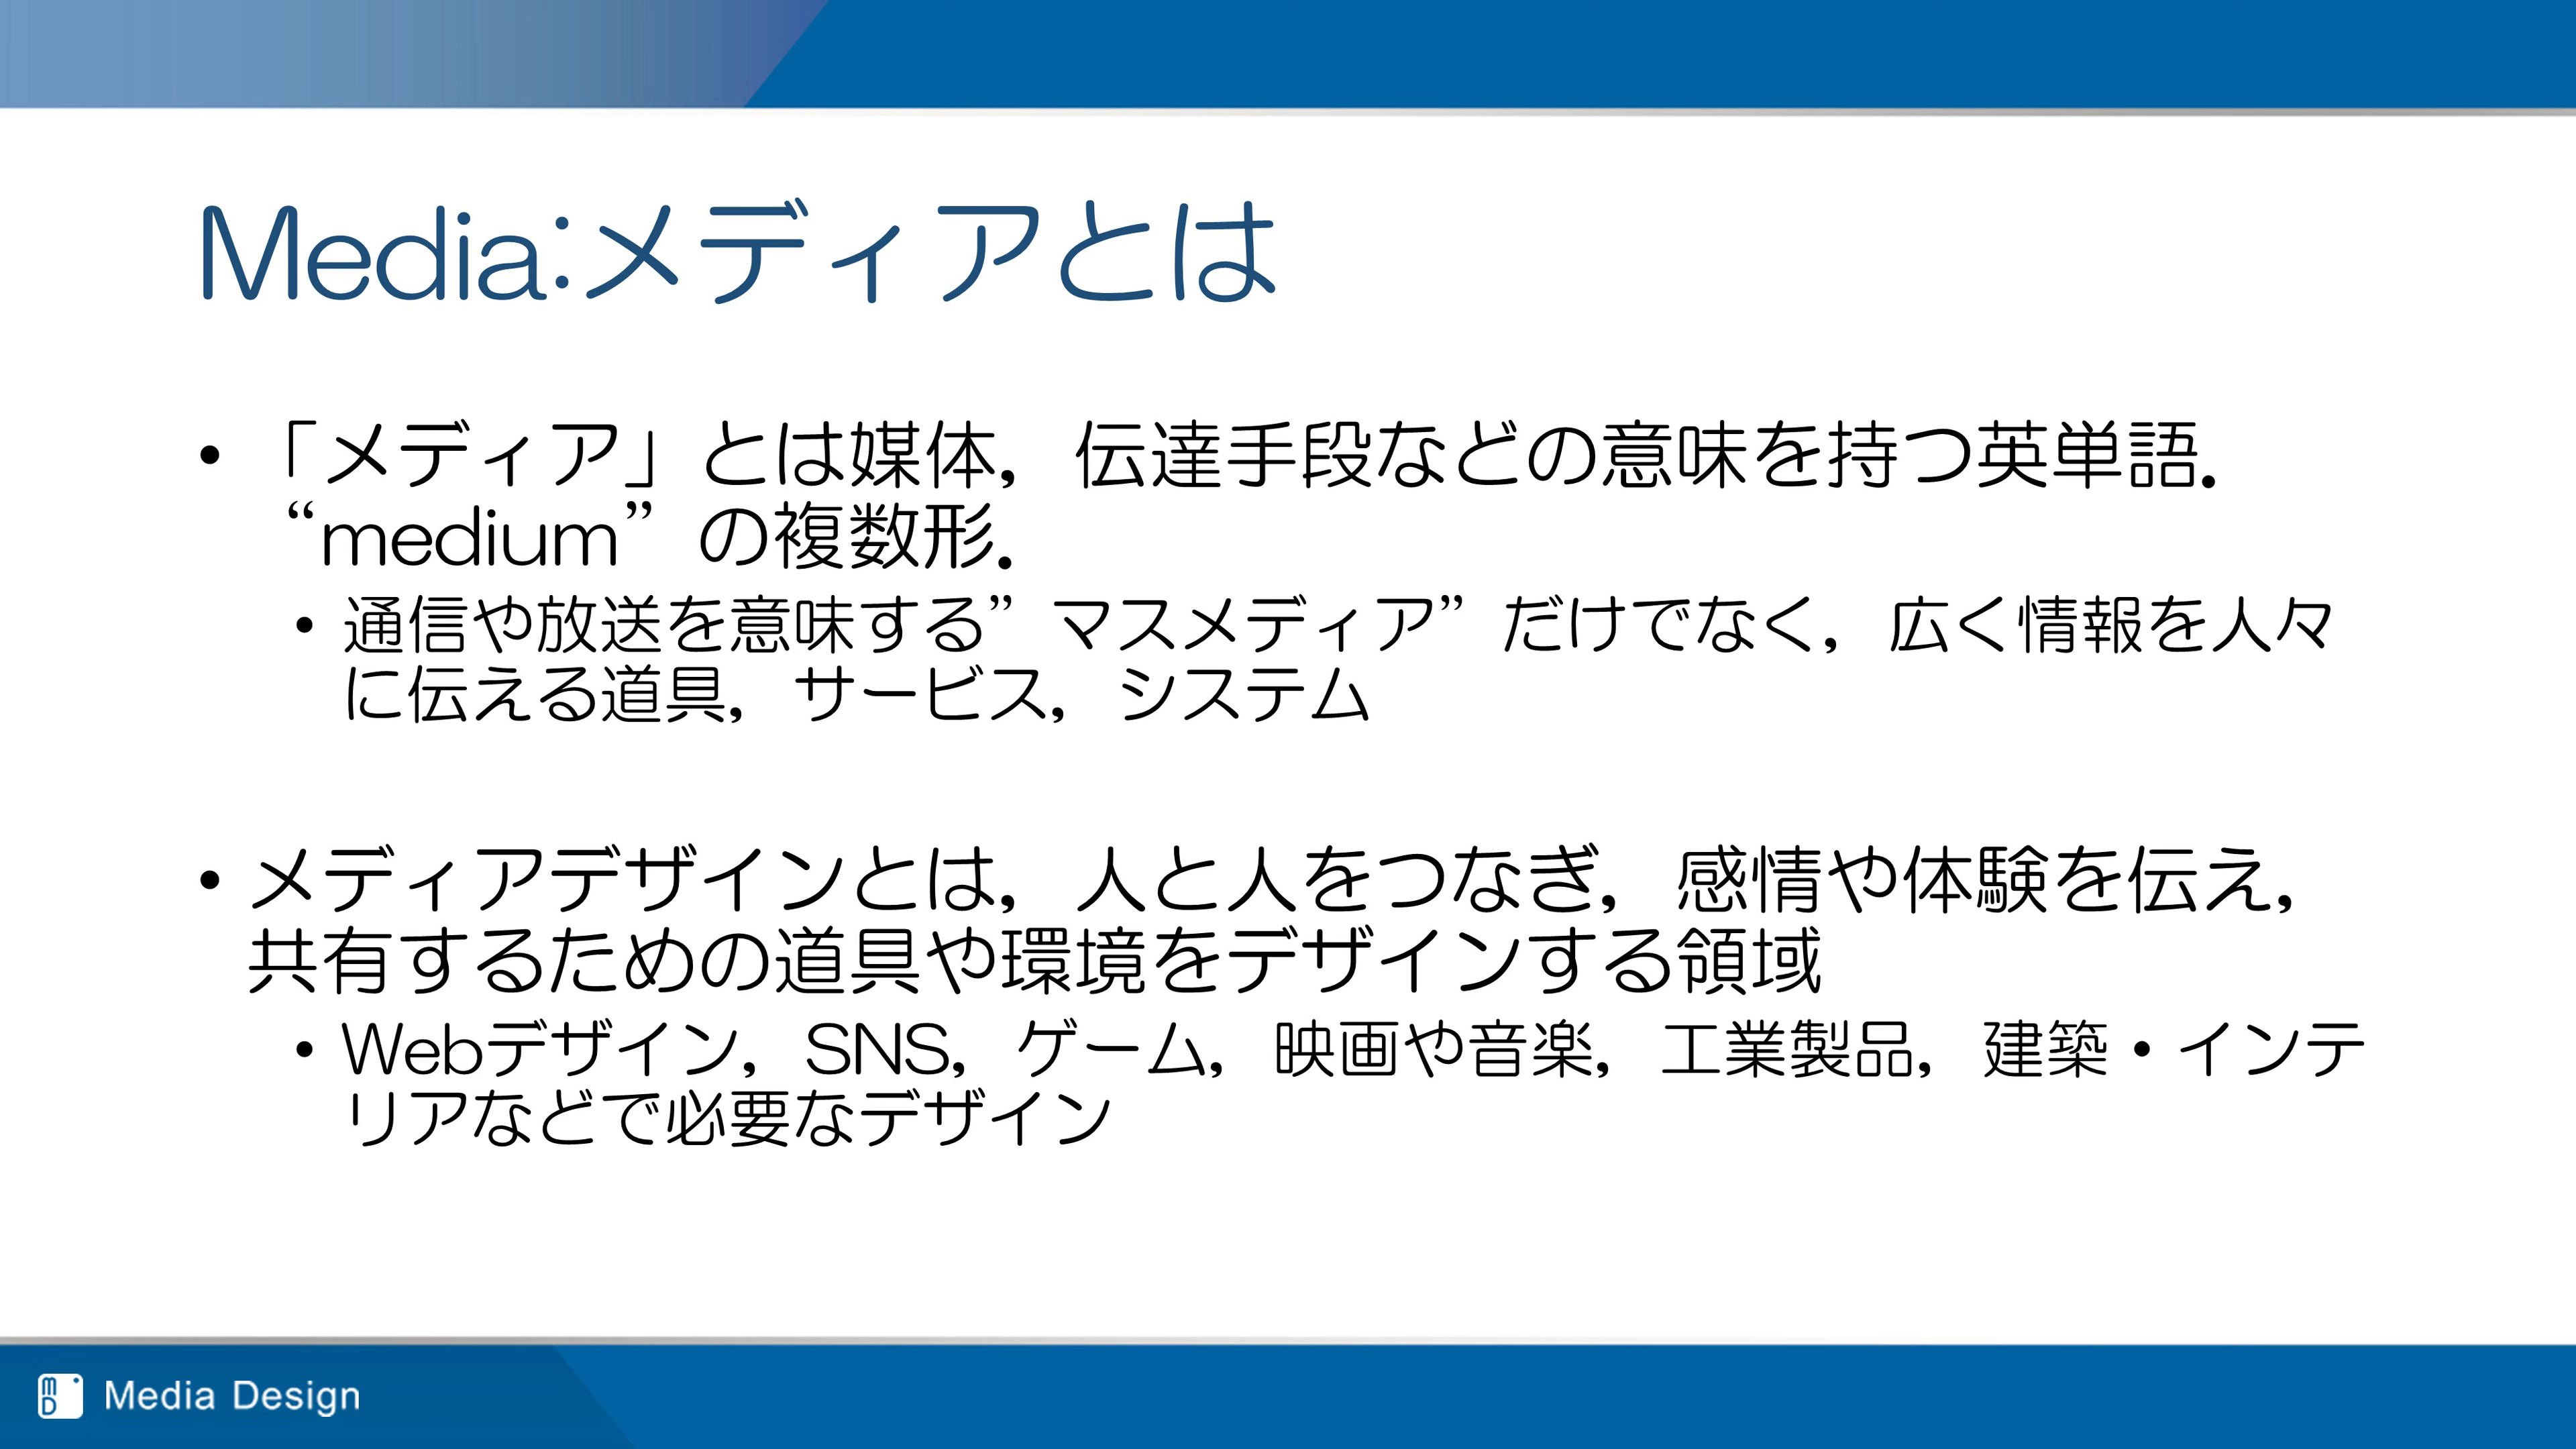 Media:メディアとは
• 「メディア」とは媒体，伝達手段などの意味を持つ英単語．
“medium”の複数形．
• 通信や放送を意味する”マスメディア”だけでなく，広く情報を人々
に伝える道具，サービス，システム
• メディアデザインとは，人と人をつなぎ，感情や体験を伝え，
共有するための道具や環境をデザインする領域
• Webデザイン，SNS，ゲーム，映画や音楽，工業製品，建築・インテ
リアなどで必要なデザイン
mD Media Design